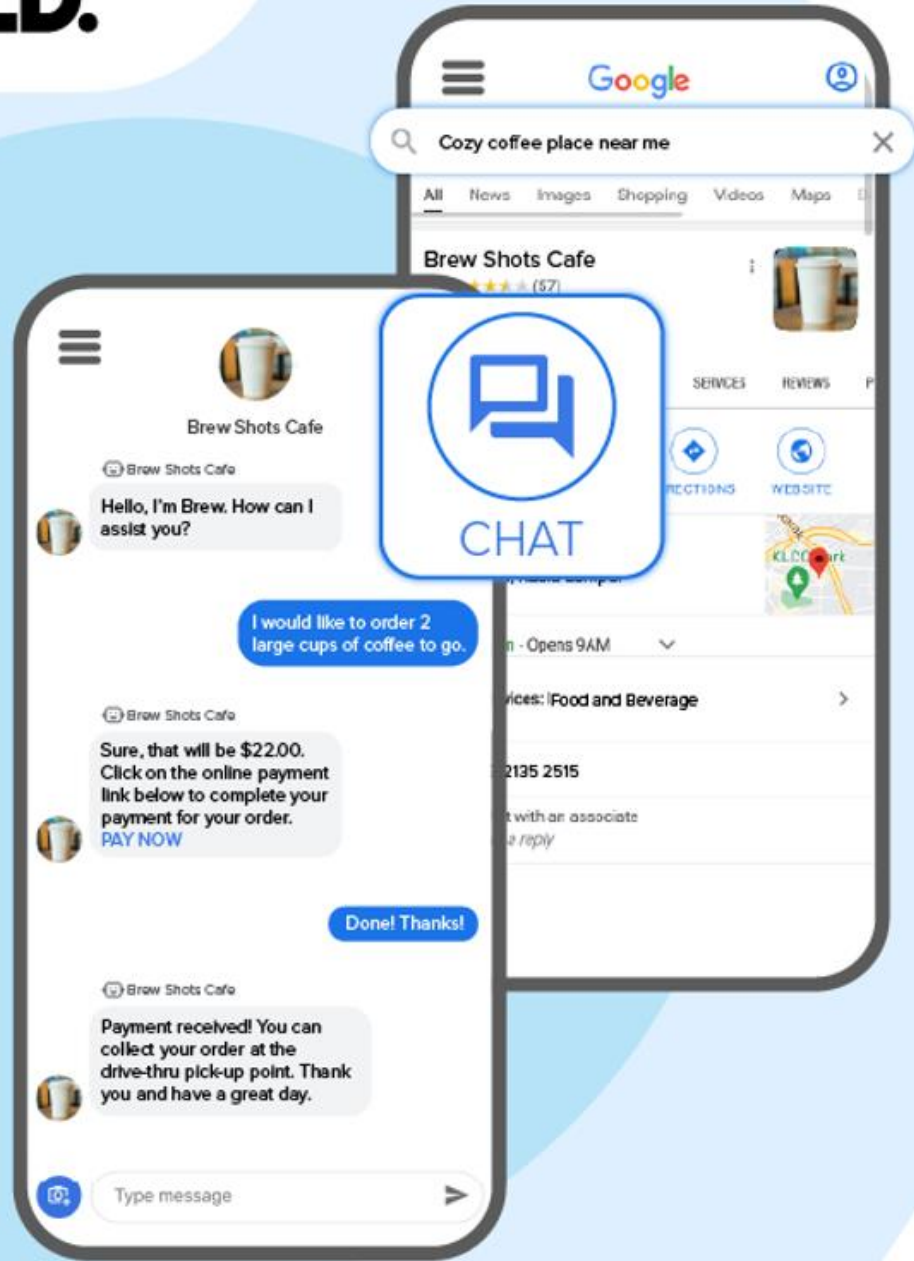 Google
Cozy coffee place near me
All News Images Shopping Videos Maps
Brew Shots Cafe
(57)
SERVICES REVIEWS
WEBSITE
CHAT
KLCC
- Opens 9AM
Food and Beverage
2135 2515
with an associate
a reply
Brew Shots Cafe
Brew Shots Cafe
Hello, I'm Brew. How can I
assist you?
I would like to order 2
large cups of coffee to go.
Brew Shots Cafe
Sure, that will be $22.00.
Click on the online payment
link below to complete your
payment for your order.
PAY NOW
Done! Thanks!
Brew Shots Cafe
Payment received! You can
collect your order at the
drive-thru pick-up point. Thank
you and have a great day.
Type message